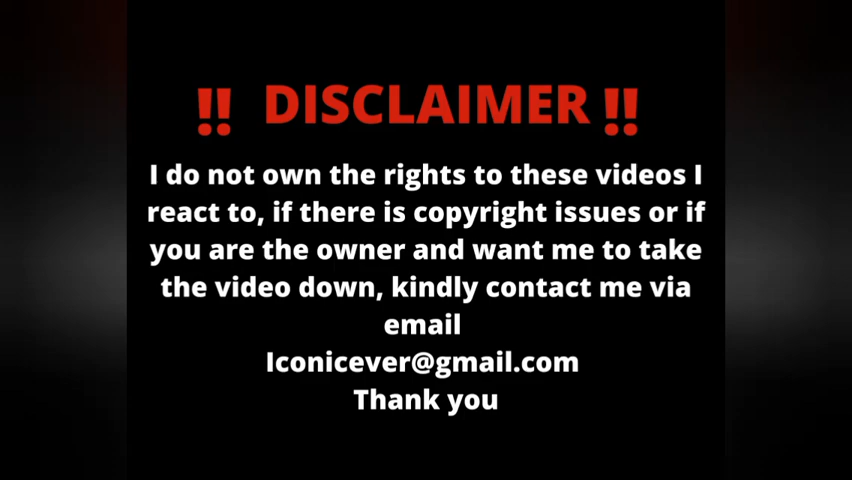 ‼ DISCLAIMER ‼
I do not own the rights to these videos I
react to, if there is copyright issues or if
you are the owner and want me to take
the video down, kindly contact me via
email
Iconicever@gmail.com
Thank you